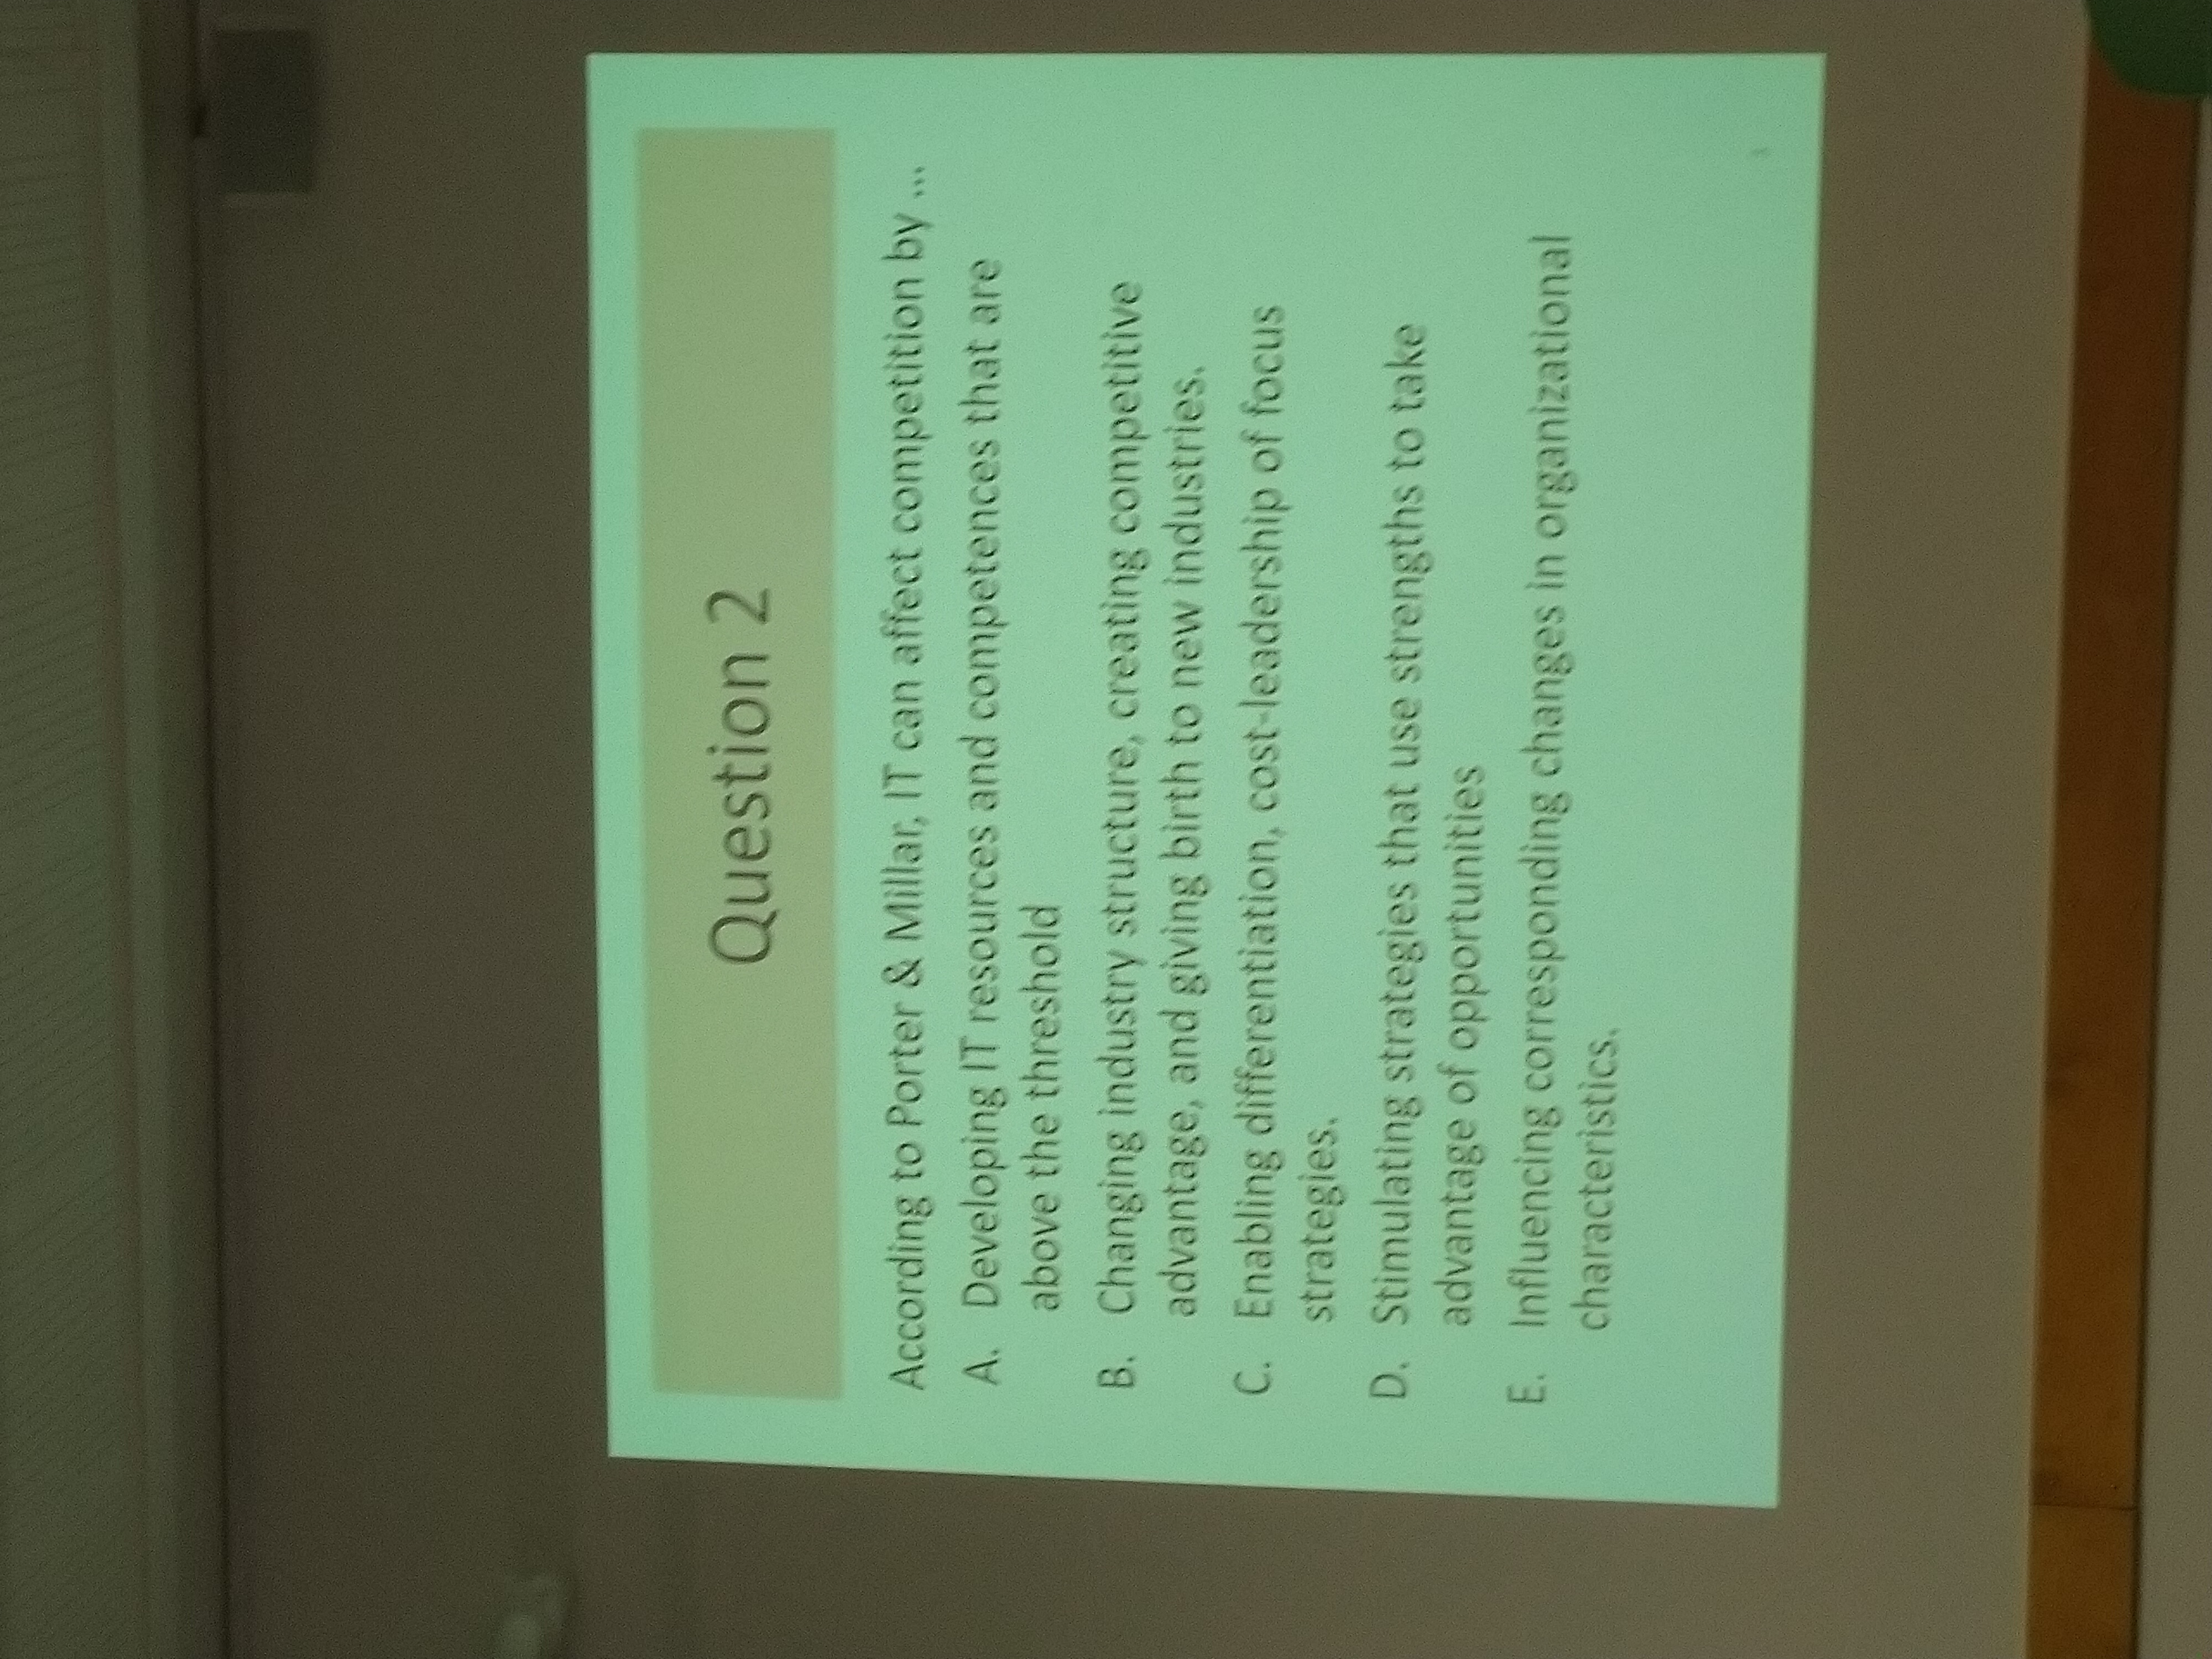 Question 2
According to Porter & Millar, IT can affect competition by ...
A. Developing IT resources and competences that are
above the threshold
B. Changing industry structure, creating competitive
advantage, and giving birth to new industries.
C. Enabling differentiation, cost-leadership of focus
strategies.
D. Stimulating strategies that use strengths to take
advantage of opportunities
E. Influencing corresponding changes in organizational
characteristics.